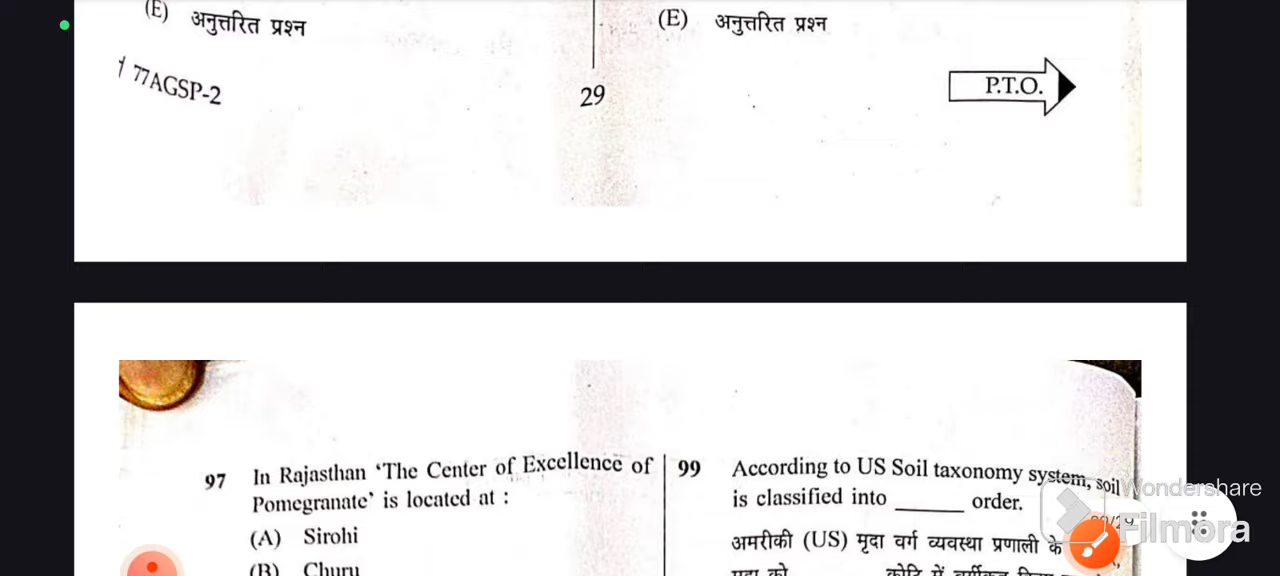 (E) अनुत्तरित प्रश्न
(E) अनुत्तरित प्रश्न
77AGSP-2
29
P.T.O.
97 In Rajasthan ‘The Center of Excellence of
Pomegranate’ is located at :
(A) Sirohi
(B) Churu
99 According to US Soil taxonomy system, soil
is classified into ______ order.
अमरीकी (US) मृदा वर्ग व्यवस्था प्रणाली के
Wondershare
Filmora